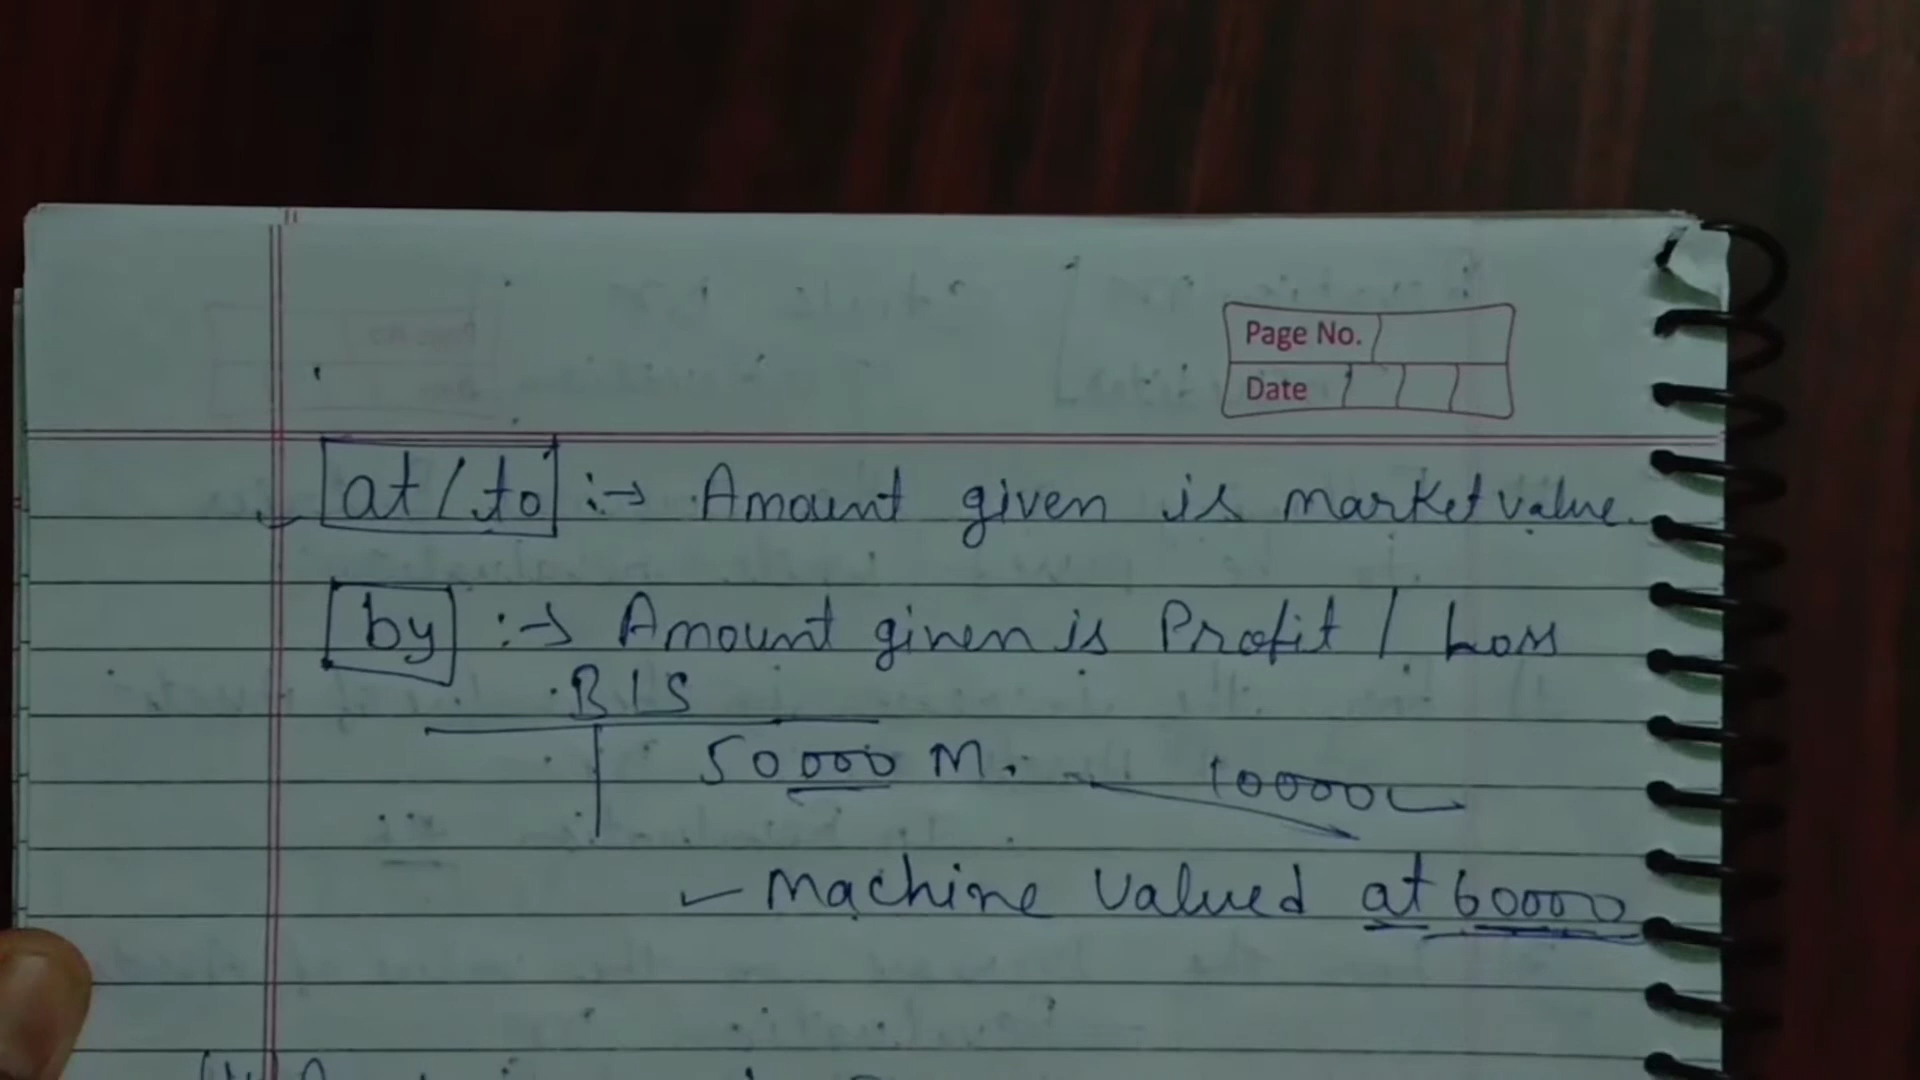 Page No.
Date
at/to :→ Amount given is market value.
by :→ Amount given is Profit / Loss
B/S
50000 M. 10000
✓ Machine Valued at 60000